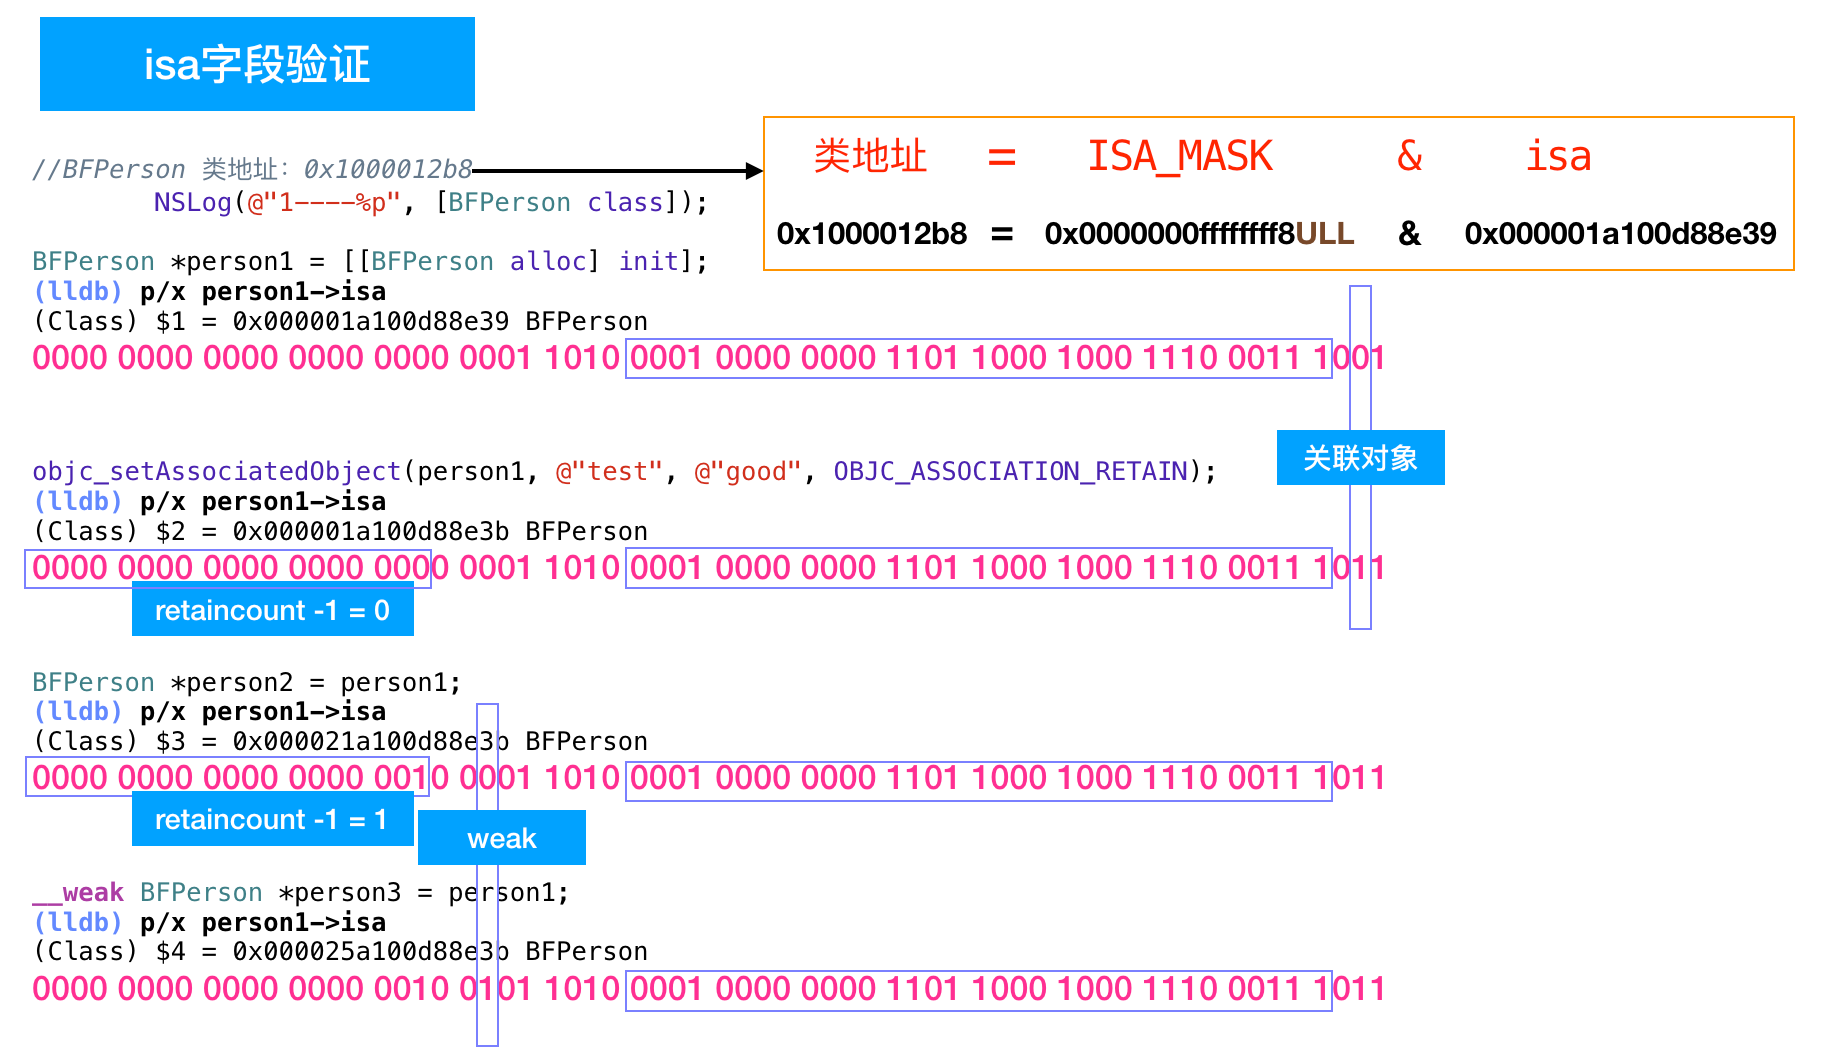 isa字段验证
//BFPerson 类地址：0x1000012b8
NSLog(@"1----%p", [BFPerson class]);
类地址 = ISA_MASK & isa
0x1000012b8 = 0x0000000ffffffff8ULL & 0x000001a100d88e39
BFPerson *person1 = [[BFPerson alloc] init];
(lldb) p/x person1->isa
(Class) $1 = 0x000001a100d88e39 BFPerson
0000 0000 0000 0000 0000 0001 1010 0001 0000 0000 1101 1000 1000 1110 0011 1001
关联对象
objc_setAssociatedObject(person1, @"test", @"good", OBJC_ASSOCIATION_RETAIN);
(lldb) p/x person1->isa
(Class) $2 = 0x000001a100d88e3b BFPerson
0000 0000 0000 0000 0000 0001 1010 0001 0000 0000 1101 1000 1000 1110 0011 1011
retaincount -1 = 0
BFPerson *person2 = person1;
(lldb) p/x person1->isa
(Class) $3 = 0x000021a100d88e3b BFPerson
0000 0000 0000 0000 0010 0001 1010 0001 0000 0000 1101 1000 1000 1110 0011 1011
retaincount -1 = 1
weak
__weak BFPerson *person3 = person1;
(lldb) p/x person1->isa
(Class) $4 = 0x000025a100d88e3b BFPerson
0000 0000 0000 0000 0010 0101 1010 0001 0000 0000 1101 1000 1000 1110 0011 1011